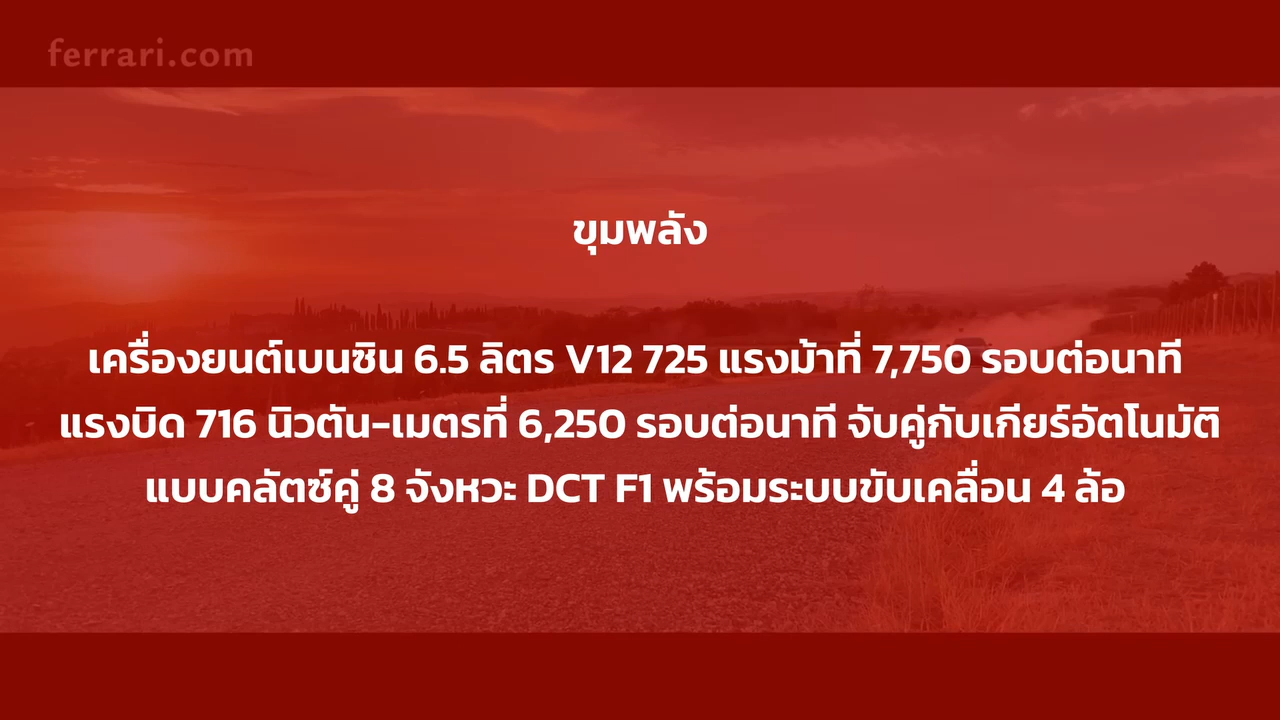 ferrari.com
ขุมพลัง
เครื่องยนต์เบนซิน 6.5 ลิตร V12 725 แรงม้าที่ 7,750 รอบต่อนาที
แรงบิด 716 นิวตัน-เมตรที่ 6,250 รอบต่อนาที จับคู่กับเกียร์อัตโนมัติ
แบบคลัตซ์คู่ 8 จังหวะ DCT F1 พร้อมระบบขับเคลื่อน 4 ล้อ